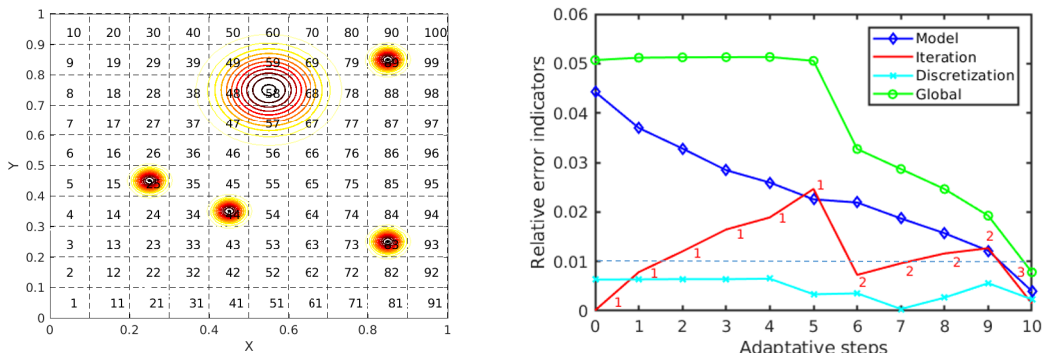 1
10 20 30 40 50 60 70 80 90 100
0.9
9 19 29 39 49 59 69 79 99
0.8
8 18 28 38 48 58 68 78 88 98
0.7
7 17 27 37 47 57 67 77 87 97
0.6
6 16 26 36 46 56 66 76 86 96
0.5
Y
5 15 35 45 55 65 75 85 95
0.4
4 14 24 34 54 64 74 84 94
0.3
3 13 23 33 43 53 63 73 93
0.2
2 12 22 32 42 52 62 72 82 92
0.1
1 11 21 31 41 51 61 71 81 91
0
0 0.2 0.4 0.6 0.8 1
X
0.06
0.05
0.04
0.03
0.02
0.01
0
Relative error indicators
Model
Iteration
Discretization
Global
1 1 1 1 1 1 2 2 2 2 3
0 1 2 3 4 5 6 7 8 9 10
Adaptative steps